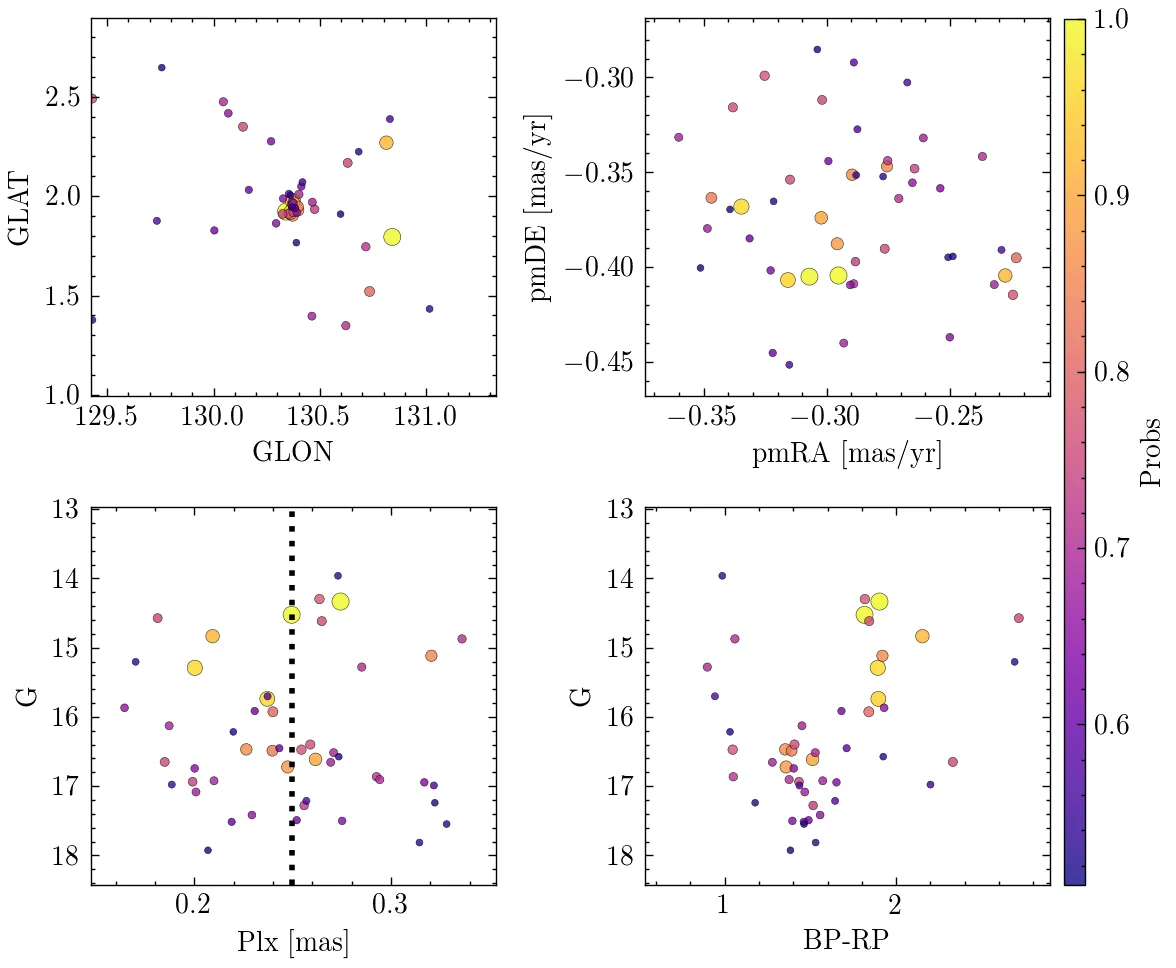 2.5
2.0
1.5
1.0
GLAT
129.5 130.0 130.5 131.0
GLON
−0.30
−0.35
−0.40
−0.45
pmDE [mas/yr]
−0.35 −0.30 −0.25
pmRA [mas/yr]
1.0
0.9
0.8
0.7
0.6
Probs
13
14
15
16
17
18
G
0.2 0.3
Plx [mas]
13
14
15
16
17
18
G
1 2
BP-RP